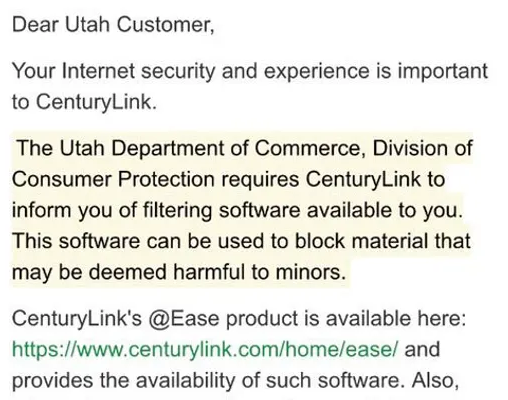 Dear Utah Customer,
Your Internet security and experience is important
to CenturyLink.
The Utah Department of Commerce, Division of
Consumer Protection requires CenturyLink to
inform you of filtering software available to you.
This software can be used to block material that
may be deemed harmful to minors.
CenturyLink's @Ease product is available here:
https://www.centurylink.com/home/ease/ and
provides the availability of such software. Also,